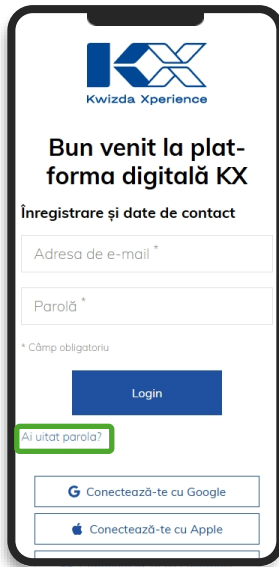 KX
Kwizda Xperience
Bun venit la plat-
forma digitală KX
Înregistrare și date de contact
Adresa de e-mail *
Parolă *
* Câmp obligatoriu
Login
Ai uitat parola?
G Conectează-te cu Google
Conectează-te cu Apple